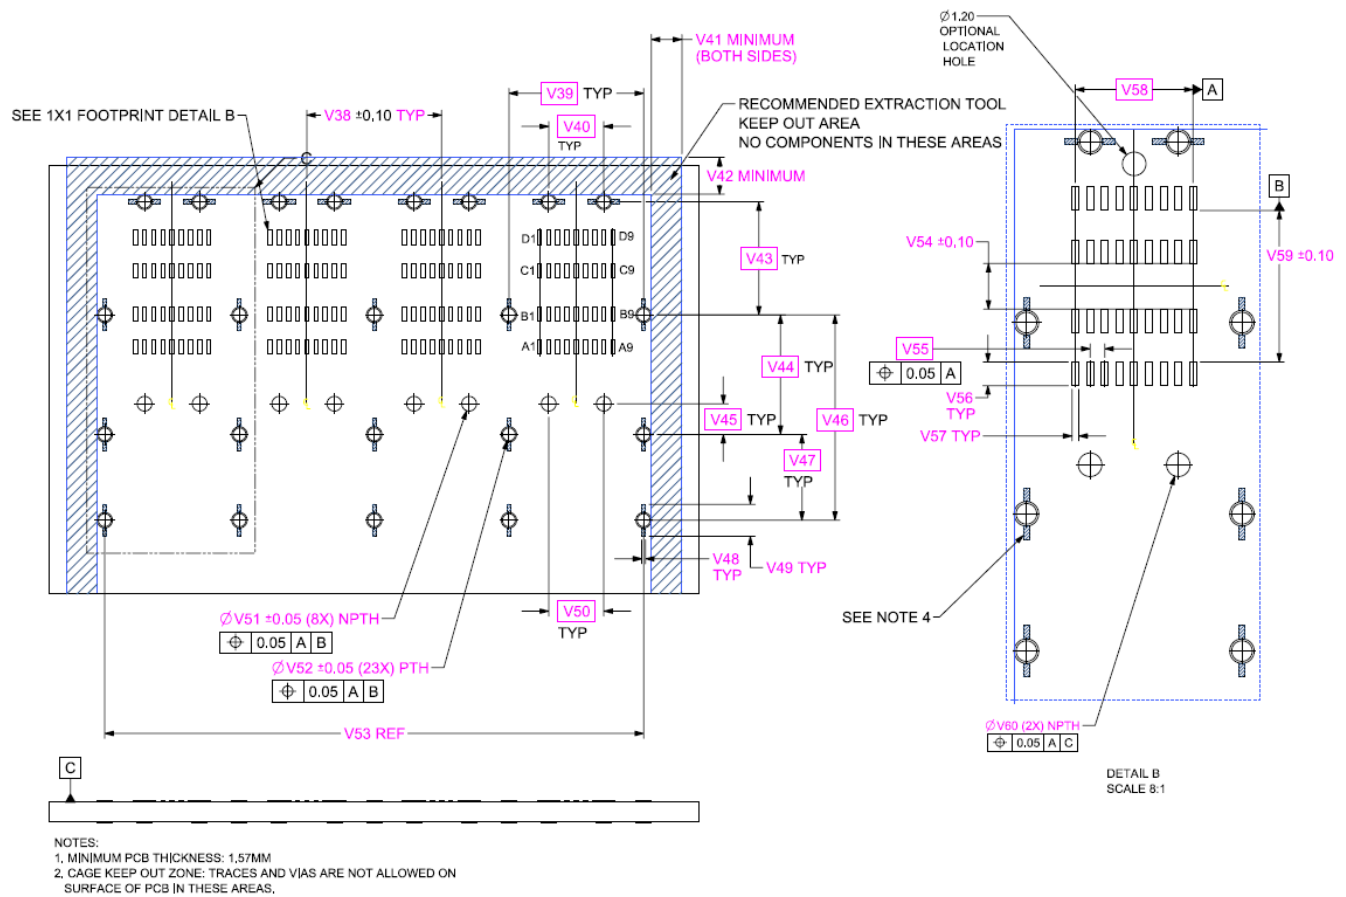 Ø1.20
OPTIONAL
LOCATION
HOLE
V41 MINIMUM
(BOTH SIDES)
V39 TYP
V58
A
SEE 1X1 FOOTPRINT DETAIL B
V38 ±0,10 TYP
V40
TYP
RECOMMENDED EXTRACTION TOOL
KEEP OUT AREA
NO COMPONENTS IN THESE AREAS
C
V42 MINIMUM
B
D1
D9
C1
C9
B1
B9
A1
A9
V43 TYP
V54 ±0,10
V59 ±0.10
V55
0.05 A
V44 TYP
V56
TYP
V45 TYP
V46 TYP
V57 TYP
V47
TYP
V48
TYP
V49 TYP
V50
TYP
ØV51 ±0.05 (8X) NPTH
0.05 A B
ØV52 ±0,05 (23X) PTH
0.05 A B
SEE NOTE 4
V53 REF
ØV60 (2X) NPTH
0.05 A C
DETAIL B
SCALE 8:1
C
NOTES:
1, MINIMUM PCB THICKNESS: 1,57MM
2, CAGE KEEP OUT ZONE: TRACES AND VIAS ARE NOT ALLOWED ON
SURFACE OF PCB IN THESE AREAS,